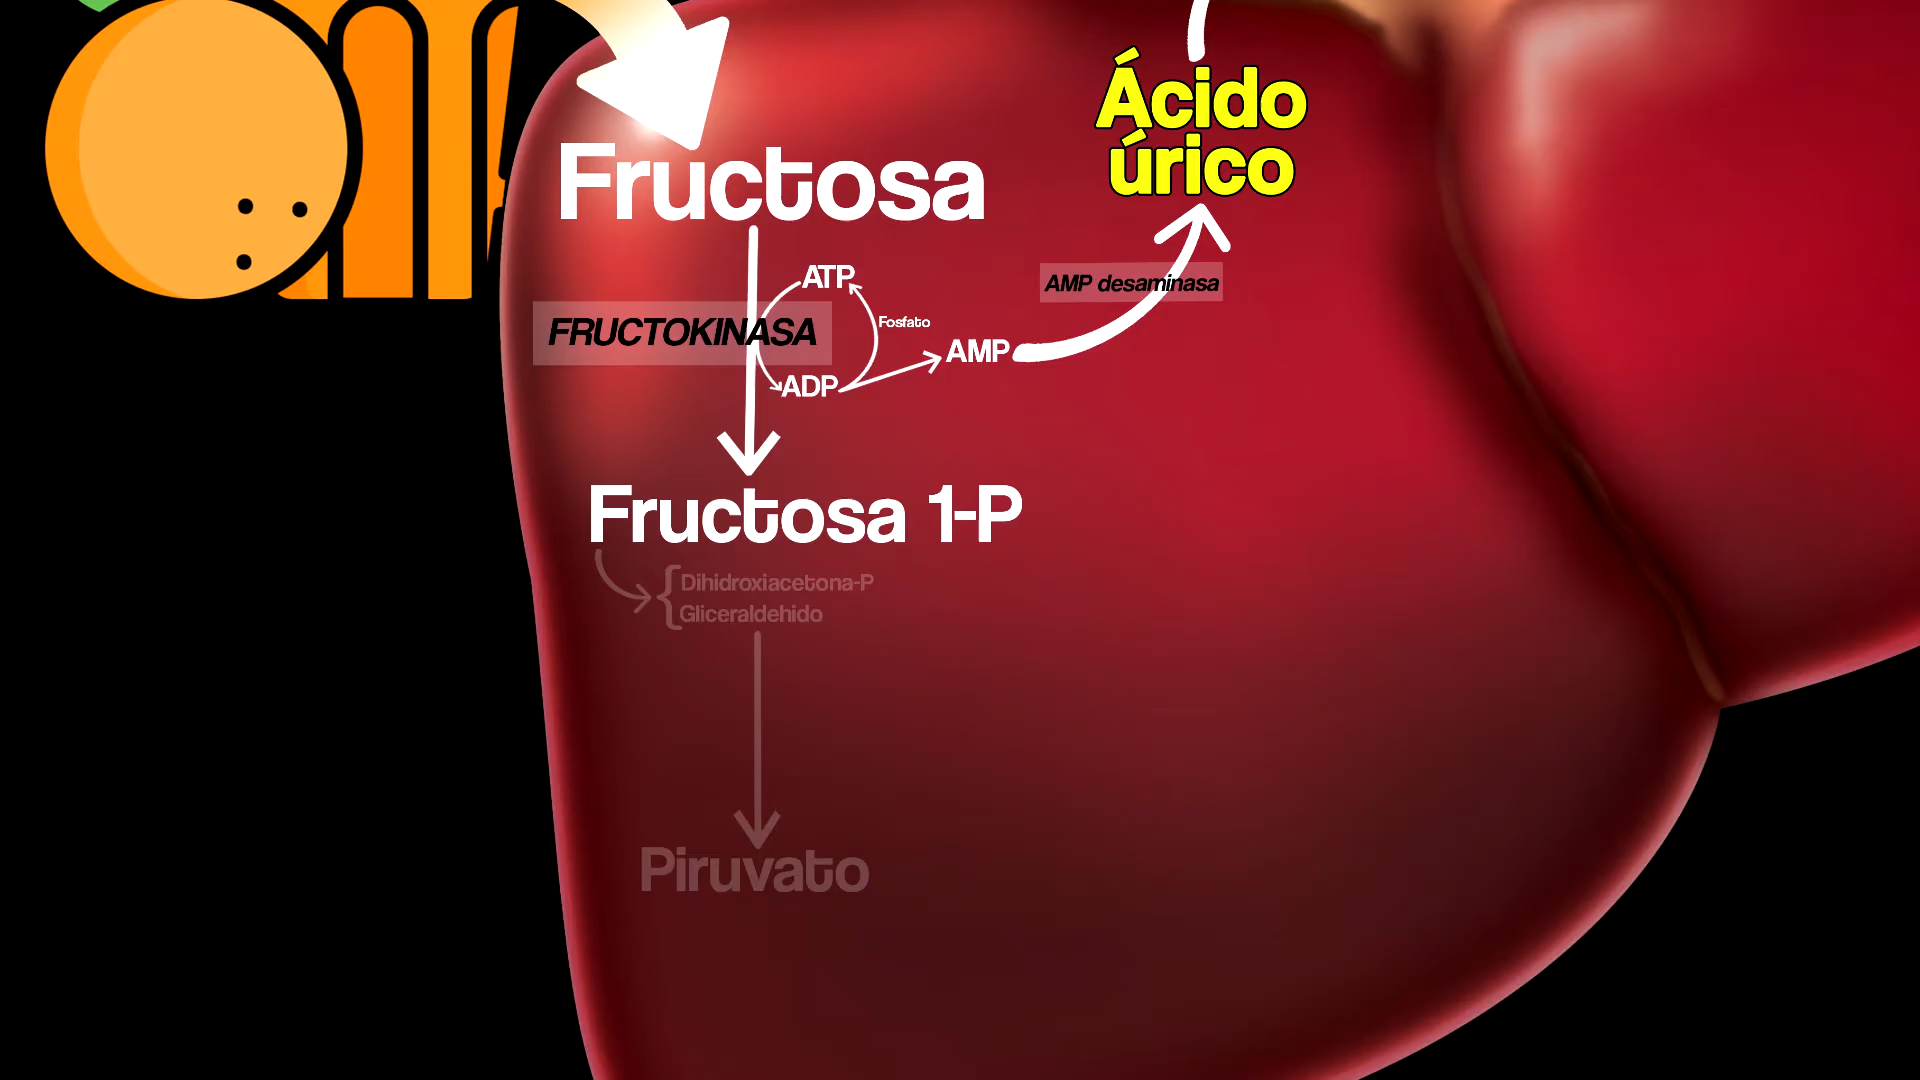 Ácido
úrico
Fructosa
ATP
AMP desaminasa
Fosfato
FRUCTOKINASA
AMP
ADP
Fructosa 1-P
Dihidroxiacetona-P
Gliceraldehido
Piruvato